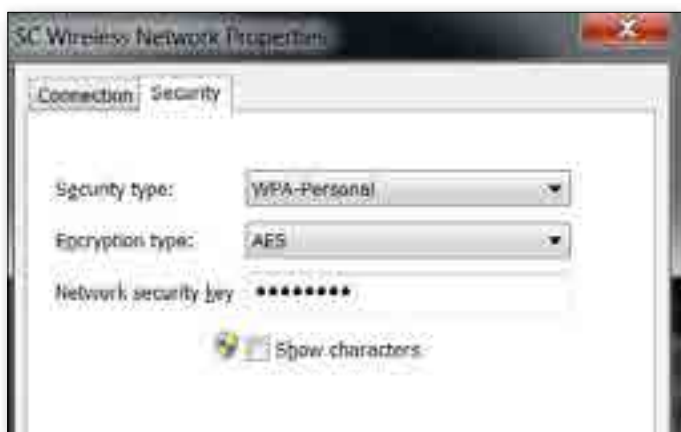 SC Wireless Network Properties
Connection Security
Security type: WPA-Personal
Encryption type: AES
Network security key ••••••••
Show characters